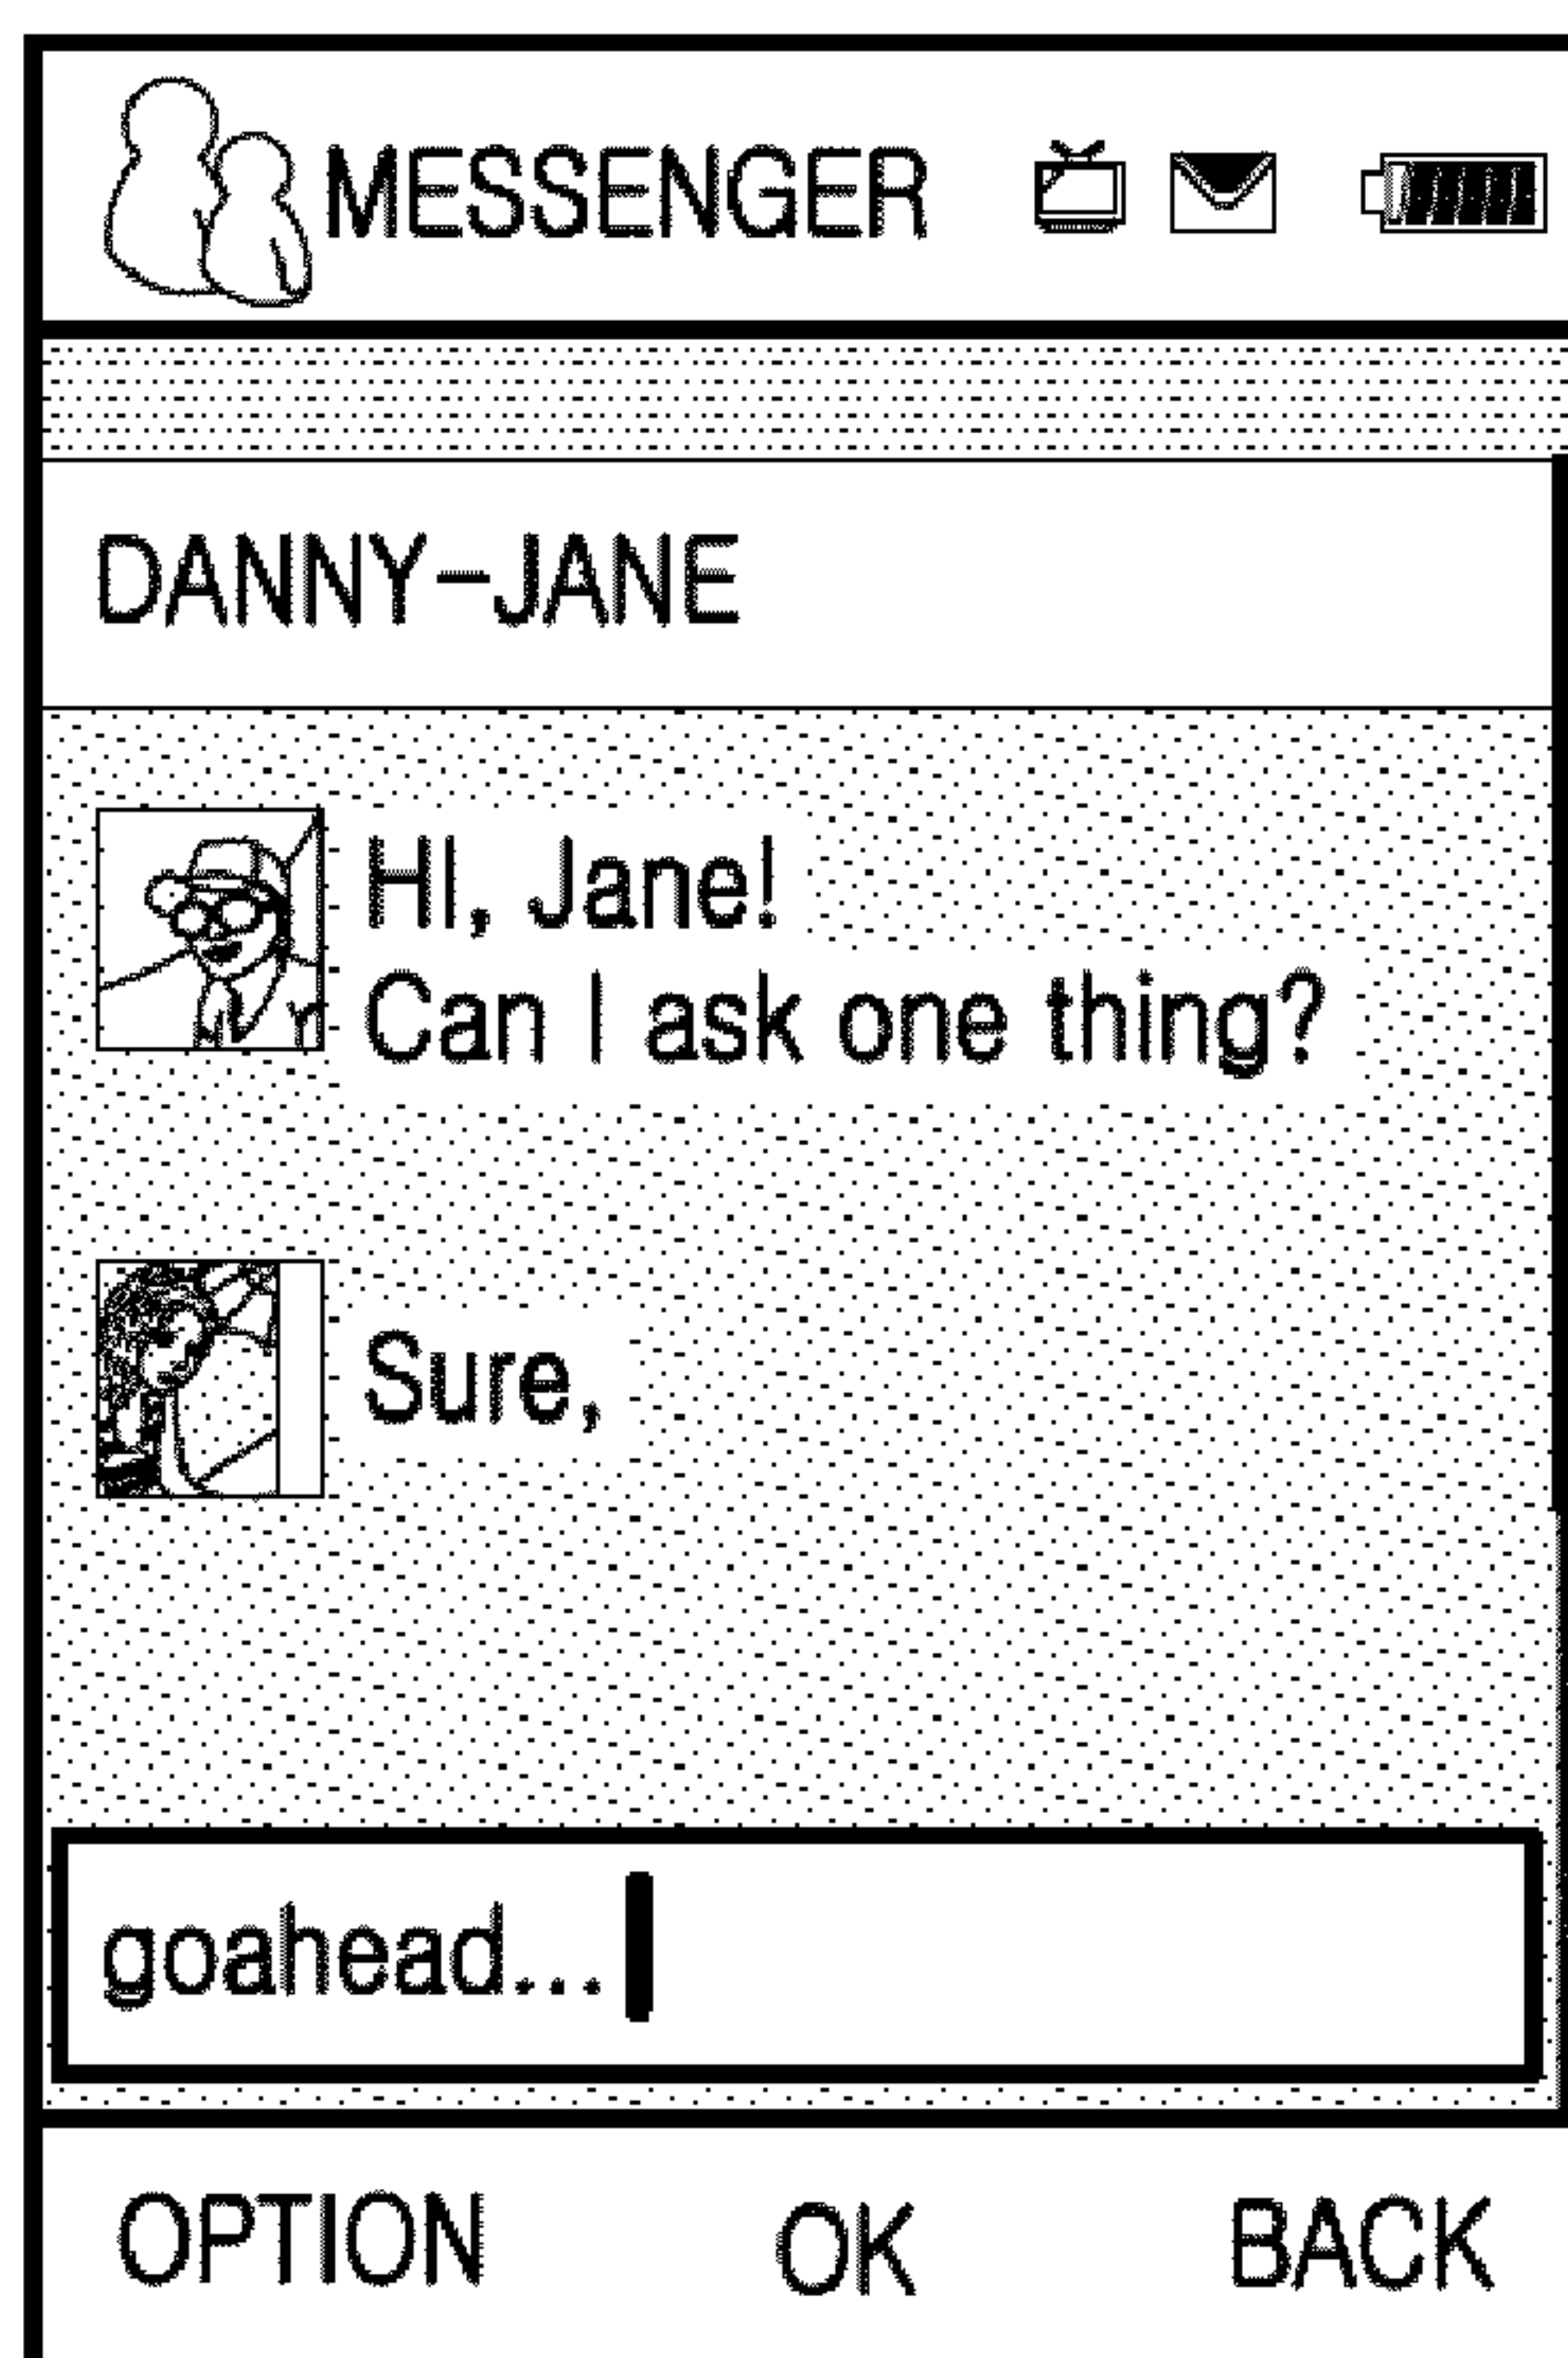 MESSENGER
DANNY-JANE
HI, Jane!
Can I ask one thing?
Sure,
goahead...
OPTION OK BACK